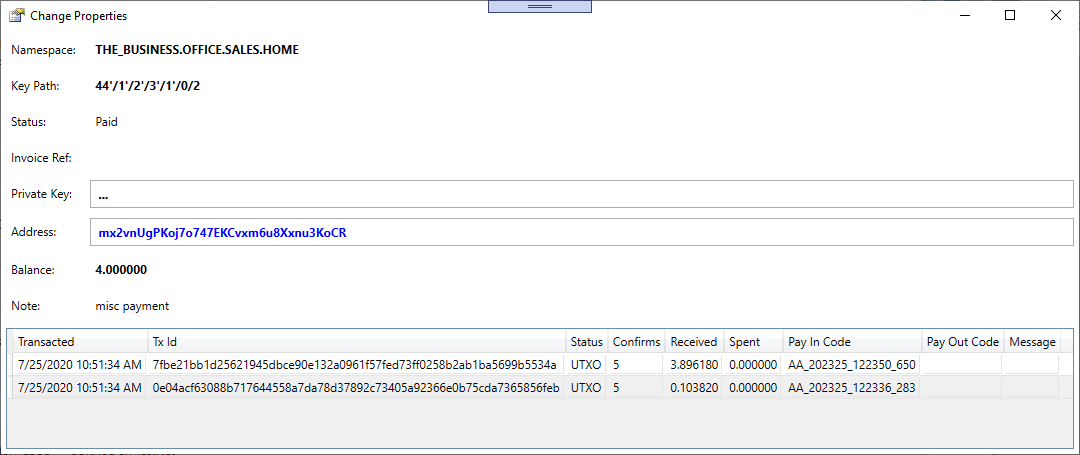 Change Properties
Namespace: THE_BUSINESS.OFFICE.SALES.HOME
Key Path: 44'/1'/2'/3'/1'/0/2
Status: Paid
Invoice Ref:
Private Key: ...
Address: mx2vnUgPKoj7o747EKCvxm6u8Xxnu3KoCR
Balance: 4.000000
Note: misc payment
Transacted Tx Id Status Confirms Received Spent Pay In Code Pay Out Code Message
7/25/2020 10:51:34 AM 7fbe21bb1d25621945dbce90e132a0961f57fed73ff0258b2ab1ba5699b5534a UTXO 5 3.896180 0.000000 AA_202325_122350_650
7/25/2020 10:51:34 AM 0e04acf63088b717644558a7da78d37892c73405a92366e0b75cda7365856feb UTXO 5 0.103820 0.000000 AA_202325_122336_283